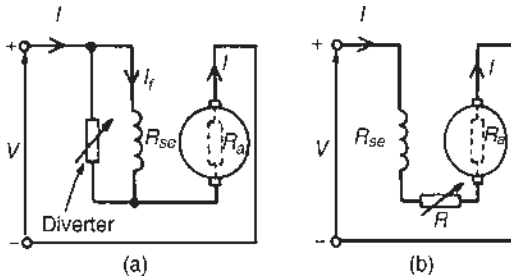 I
I
+
+
I_f
I
I
R_se
R_a
R_se
R_a
V
V
Diverter
R
−
−
(a)
(b)